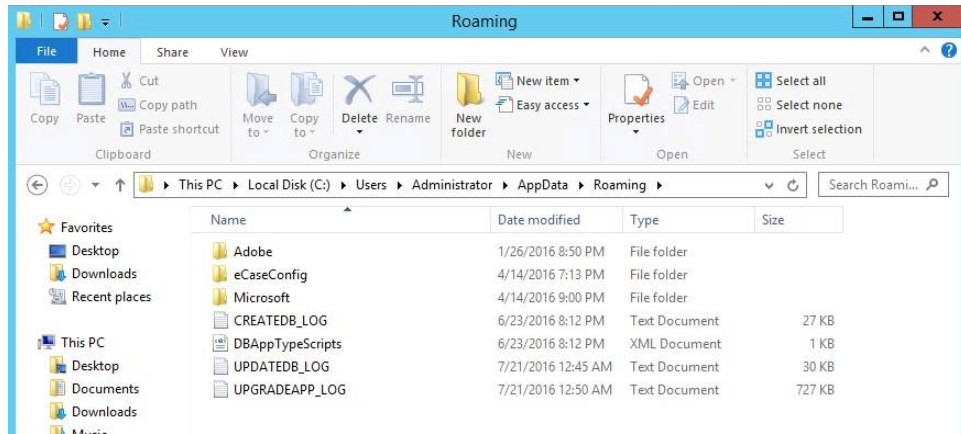 Roaming
File Home Share View
Copy
Paste
Cut
Copy path
Paste shortcut
Clipboard
Move to
Copy to
Delete
Rename
Organize
New folder
New item
Easy access
New
Properties
Open
Edit
Open
Select all
Select none
Invert selection
Select
This PC Local Disk (C:) Users Administrator AppData Roaming
Search Roami...
Favorites
Desktop
Downloads
Recent places
This PC
Desktop
Documents
Downloads
Music
Name Date modified Type Size
Adobe 1/26/2016 8:50 PM File folder
eCaseConfig 4/14/2016 7:13 PM File folder
Microsoft 4/14/2016 9:00 PM File folder
CREATEDB_LOG 6/23/2016 8:12 PM Text Document 27 KB
DBAppTypeScripts 6/23/2016 8:12 PM XML Document 1 KB
UPDATEDB_LOG 7/21/2016 12:45 AM Text Document 30 KB
UPGRADEAPP_LOG 7/21/2016 12:50 AM Text Document 727 KB